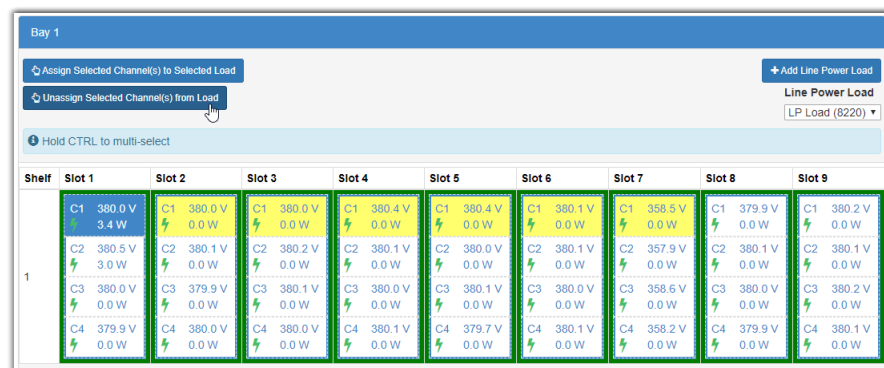 Bay 1
Assign Selected Channel(s) to Selected Load
Add Line Power Load
Unassign Selected Channel(s) from Load
Line Power Load
LP Load (8220)
Hold CTRL to multi-select
Shelf Slot 1 Slot 2 Slot 3 Slot 4 Slot 5 Slot 6 Slot 7 Slot 8 Slot 9
C1 380.0 V C1 380.0 V C1 380.0 V C1 380.4 V C1 380.4 V C1 380.1 V C1 358.5 V C1 379.9 V C1 380.2 V
3.4 W 0.0 W 0.0 W 0.0 W 0.0 W 0.0 W 0.0 W 0.0 W 0.0 W
C2 380.5 V C2 380.1 V C2 380.2 V C2 380.1 V C2 380.0 V C2 380.1 V C2 357.9 V C2 380.1 V C2 380.1 V
3.0 W 0.0 W 0.0 W 0.0 W 0.0 W 0.0 W 0.0 W 0.0 W 0.0 W
1
C3 380.0 V C3 379.9 V C3 380.1 V C3 380.0 V C3 380.1 V C3 380.0 V C3 358.6 V C3 380.0 V C3 380.2 V
0.0 W 0.0 W 0.0 W 0.0 W 0.0 W 0.0 W 0.0 W 0.0 W 0.0 W
C4 379.9 V C4 380.0 V C4 380.0 V C4 380.1 V C4 379.7 V C4 380.1 V C4 358.2 V C4 379.9 V C4 380.1 V
0.0 W 0.0 W 0.0 W 0.0 W 0.0 W 0.0 W 0.0 W 0.0 W 0.0 W